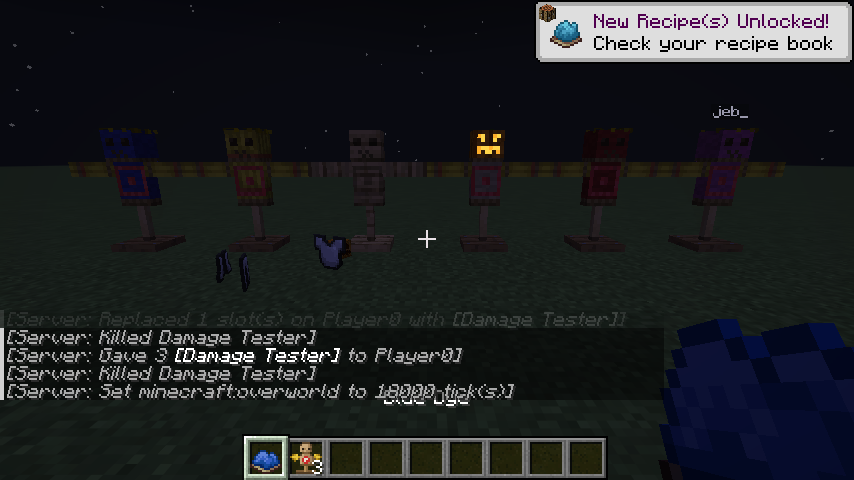 New Recipe(s) Unlocked!
Check your recipe book
jeb_
[Server: Replaced 1 slot(s) on Player0 with [Damage Tester]]
[Server: Killed Damage Tester]
[Server: Gave 3 [Damage Tester] to Player0]
[Server: Killed Damage Tester]
[Server: Set minecraft:overworld to 18000 tick(s)]
Blue Dye
3